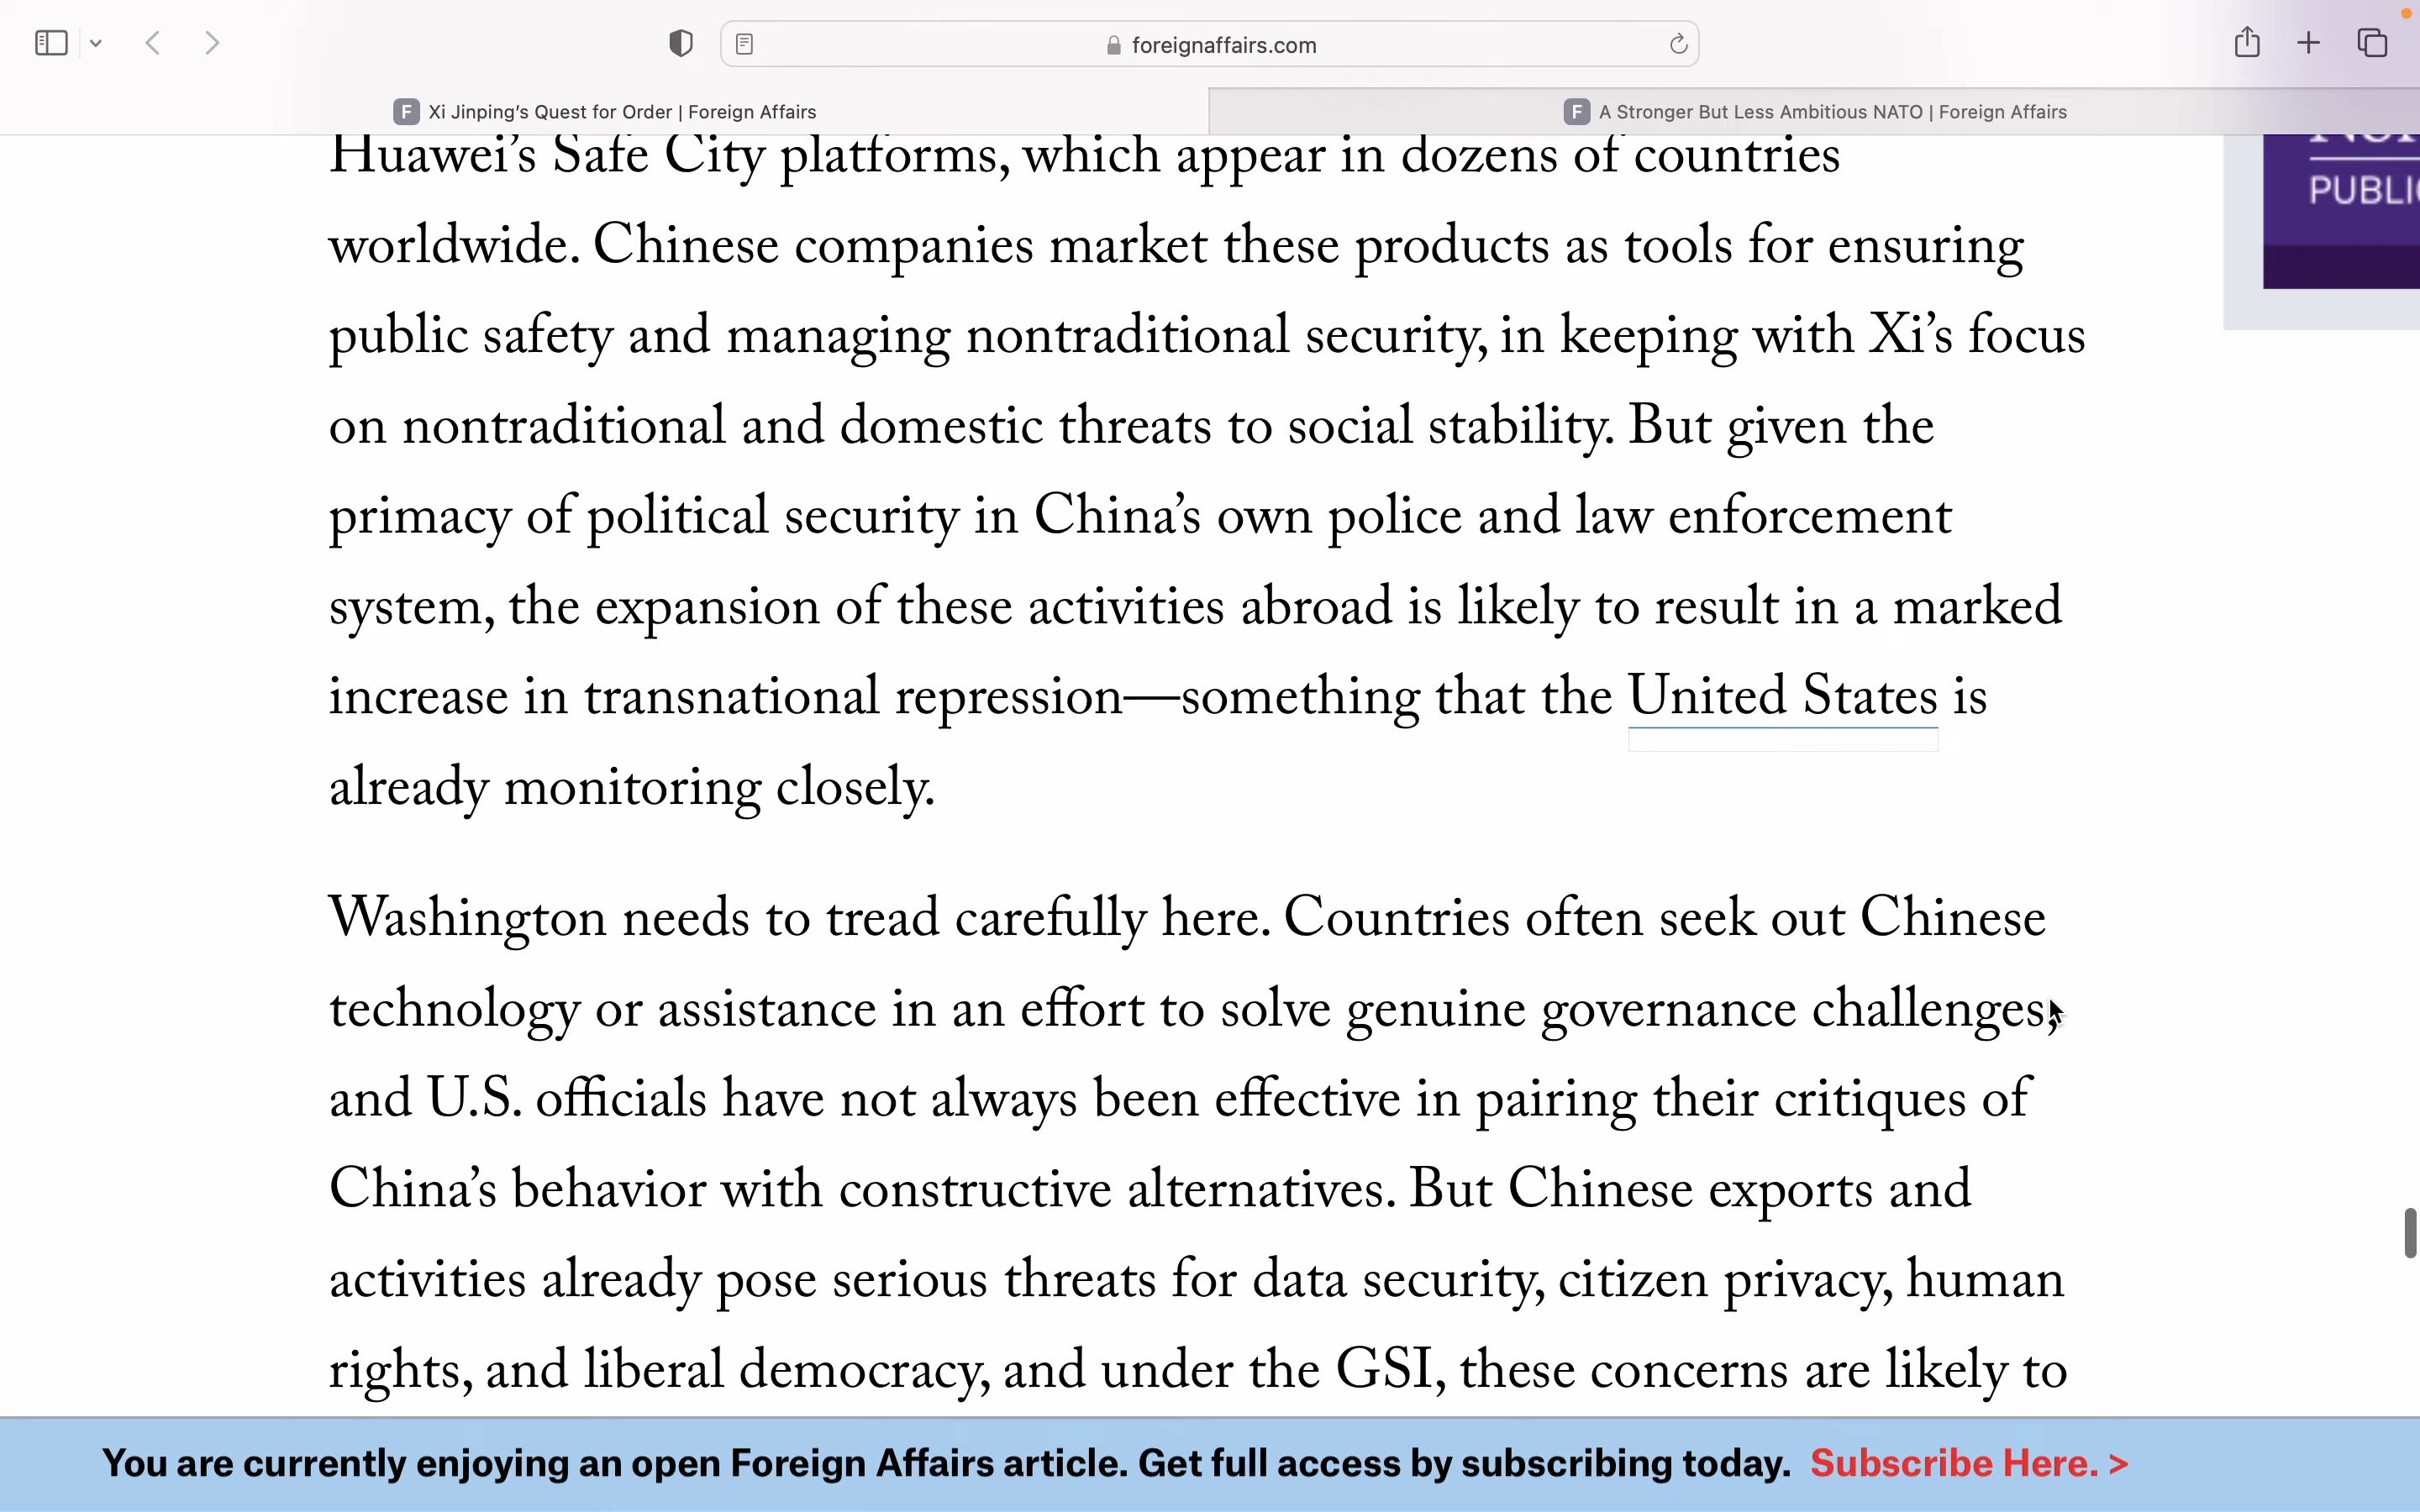 foreignaffairs.com
F Xi Jinping’s Quest for Order | Foreign Affairs
F A Stronger But Less Ambitious NATO | Foreign Affairs
Huawei’s Safe City platforms, which appear in dozens of countries
worldwide. Chinese companies market these products as tools for ensuring
public safety and managing nontraditional security, in keeping with Xi’s focus
on nontraditional and domestic threats to social stability. But given the
primacy of political security in China’s own police and law enforcement
system, the expansion of these activities abroad is likely to result in a marked
increase in transnational repression—something that the United States is
already monitoring closely.
Washington needs to tread carefully here. Countries often seek out Chinese
technology or assistance in an effort to solve genuine governance challenges,
and U.S. officials have not always been effective in pairing their critiques of
China’s behavior with constructive alternatives. But Chinese exports and
activities already pose serious threats for data security, citizen privacy, human
rights, and liberal democracy, and under the GSI, these concerns are likely to
You are currently enjoying an open Foreign Affairs article. Get full access by subscribing today. Subscribe Here. >